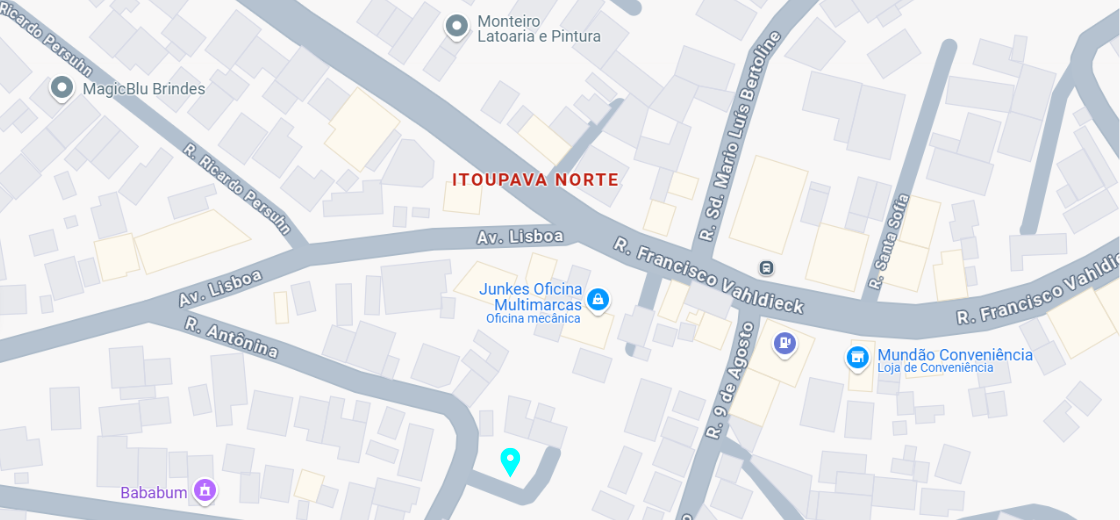 R. Ricardo Persuhn
Monteiro
Latoaria e Pintura
MagicBlu Brindes
R. Sd. Mario Luís Bertoline
R. Ricardo Persuhn
ITOUPAVA NORTE
Av. Lisboa
R. Francisco Vahldieck
R. Santa Sofia
Av. Lisboa
Junkes Oficina
Multimarcas
Oficina mecânica
R. Francisco Vahldie
R. Antônina
R. 9 de Agosto
Mundão Conveniência
Loja de Conveniência
Bababum